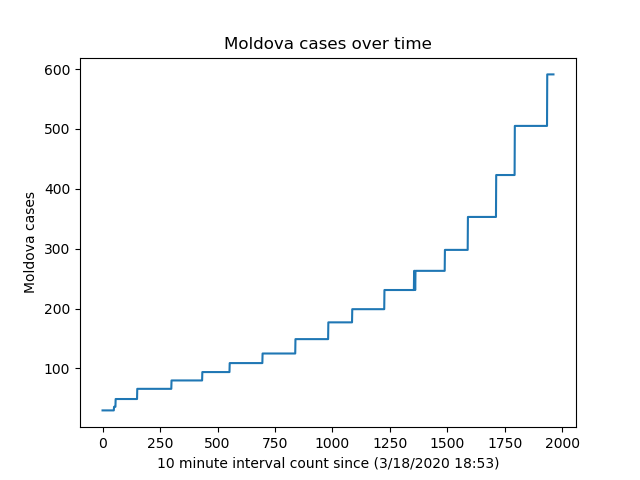 Moldova cases over time
600
500
400
300
200
100
Moldova cases
0 250 500 750 1000 1250 1500 1750 2000
10 minute interval count since (3/18/2020 18:53)